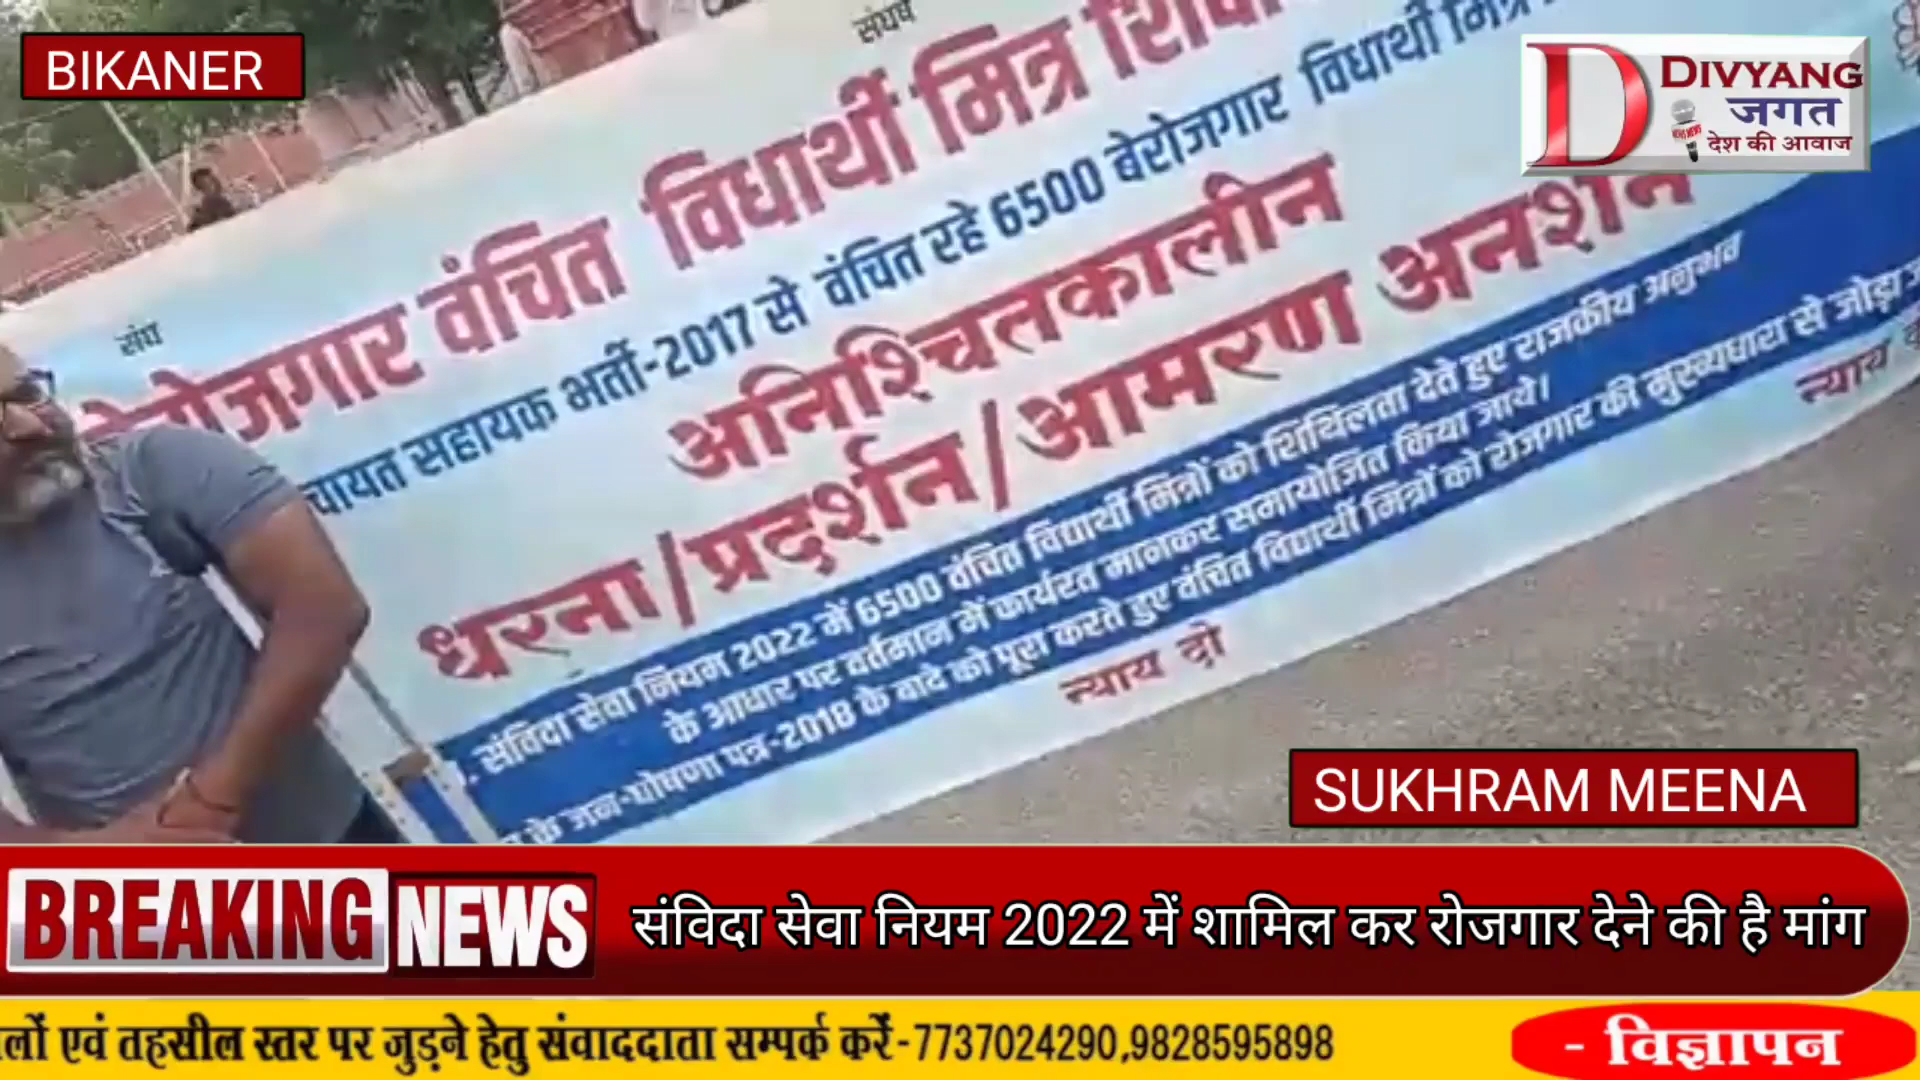 BIKANER
DIVYANG
जगत
देश की आवाज
संघर्ष
संघ
बेरोजगार वंचित विधार्थी मित्र
पंचायत सहायक भर्ती-2017 से वंचित रहे 6500 बेरोजगार विधार्थी मित्र
अनिश्चितकालीन
धरना/प्रदर्शन/आमरण अनशन
संविदा सेवा नियम 2022 में 6500 वंचित विद्यार्थी मित्रों को शिथिलता देते हुए राजकीय अनुभव
के आधार पर वर्तमान में कार्यरत मानकर समायोजित किया जाये।
के जन-घोषणा पत्र-2018 के वादे को पूरा करते हुए वंचित विद्यार्थी मित्रों को रोजगार की मुख्यधारा से जोड़ा
न्याय दो
न्याय
SUKHRAM MEENA
BREAKING NEWS
संविदा सेवा नियम 2022 में शामिल कर रोजगार देने की है मांग
लों एवं तहसील स्तर पर जुड़ने हेतु संवाददाता सम्पर्क करें-7737024290,9828595898
- विज्ञापन